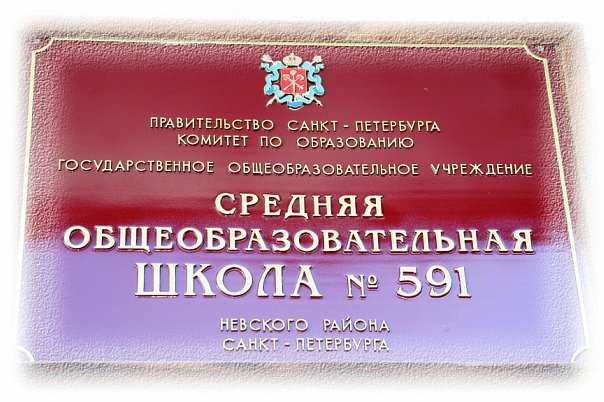 ПРАВИТЕЛЬСТВО САНКТ - ПЕТЕРБУРГА
КОМИТЕТ ПО ОБРАЗОВАНИЮ
ГОСУДАРСТВЕННОЕ ОБЩЕОБРАЗОВАТЕЛЬНОЕ УЧРЕЖДЕНИЕ
СРЕДНЯЯ
ОБЩЕОБРАЗОВАТЕЛЬНАЯ
ШКОЛА № 591
НЕВСКОГО РАЙОНА
САНКТ - ПЕТЕРБУРГА